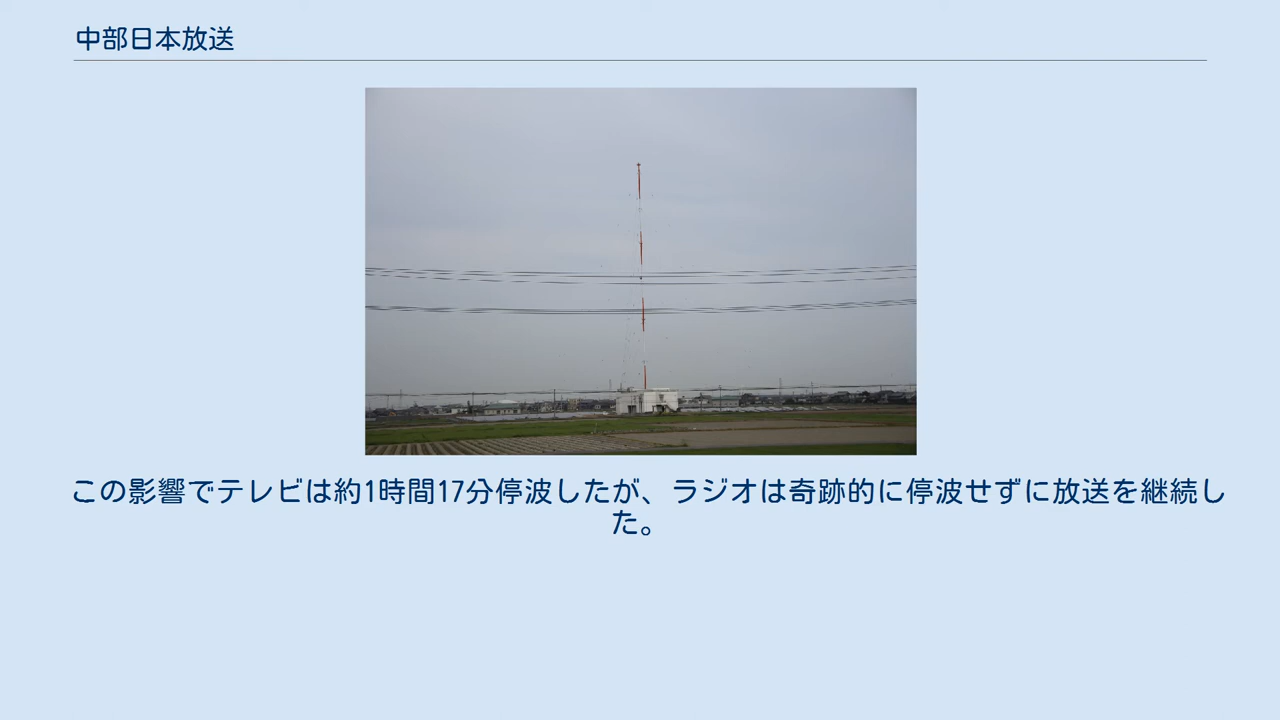 中部日本放送
この影響でテレビは約1時間17分停波したが、ラジオは奇跡的に停波せずに放送を継続し
た。